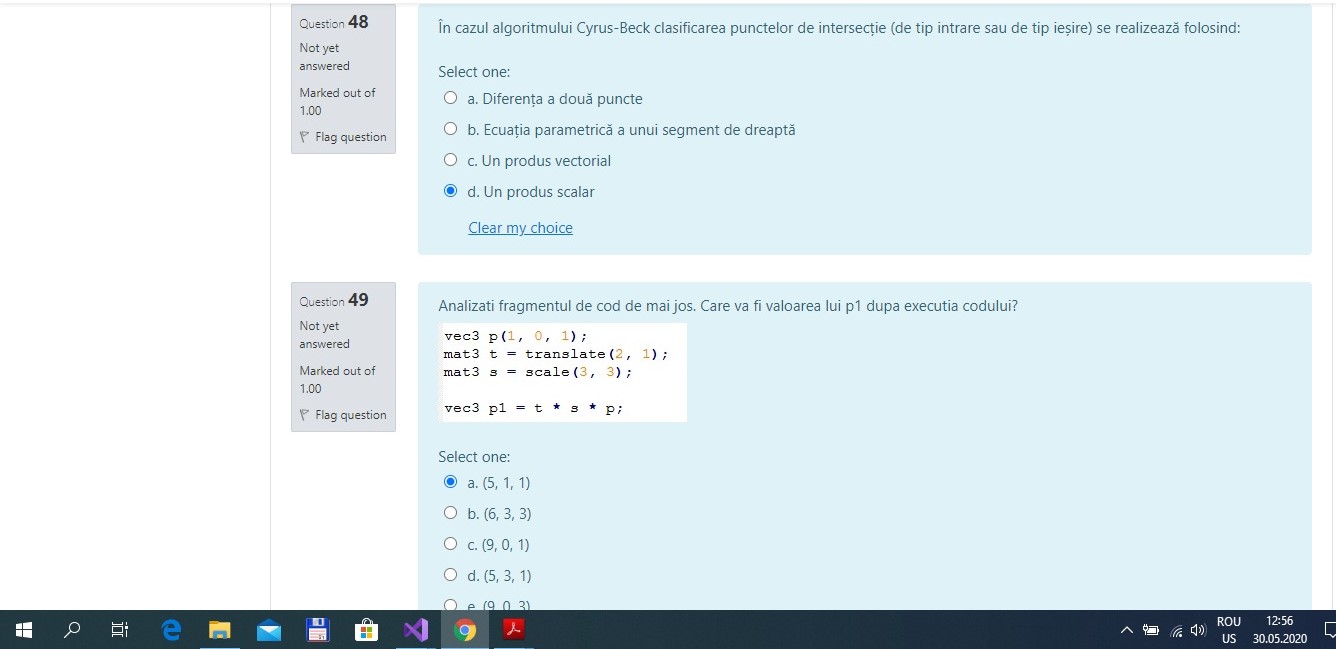 Question 48
Not yet
answered
Marked out of
1.00
Flag question
În cazul algoritmului Cyrus-Beck clasificarea punctelor de intersecție (de tip intrare sau de tip ieșire) se realizează folosind:
Select one:
a. Diferența a două puncte
b. Ecuația parametrică a unui segment de dreaptă
c. Un produs vectorial
d. Un produs scalar
Clear my choice
Question 49
Not yet
answered
Marked out of
1.00
Flag question
Analizati fragmentul de cod de mai jos. Care va fi valoarea lui p1 dupa executia codului?
vec3 p(1, 0, 1);
mat3 t = translate(2, 1);
mat3 s = scale(3, 3);
vec3 p1 = t * s * p;
Select one:
a. (5, 1, 1)
b. (6, 3, 3)
c. (9, 0, 1)
d. (5, 3, 1)
e. (9, 0, 3)
ROU
US
12:56
30.05.2020